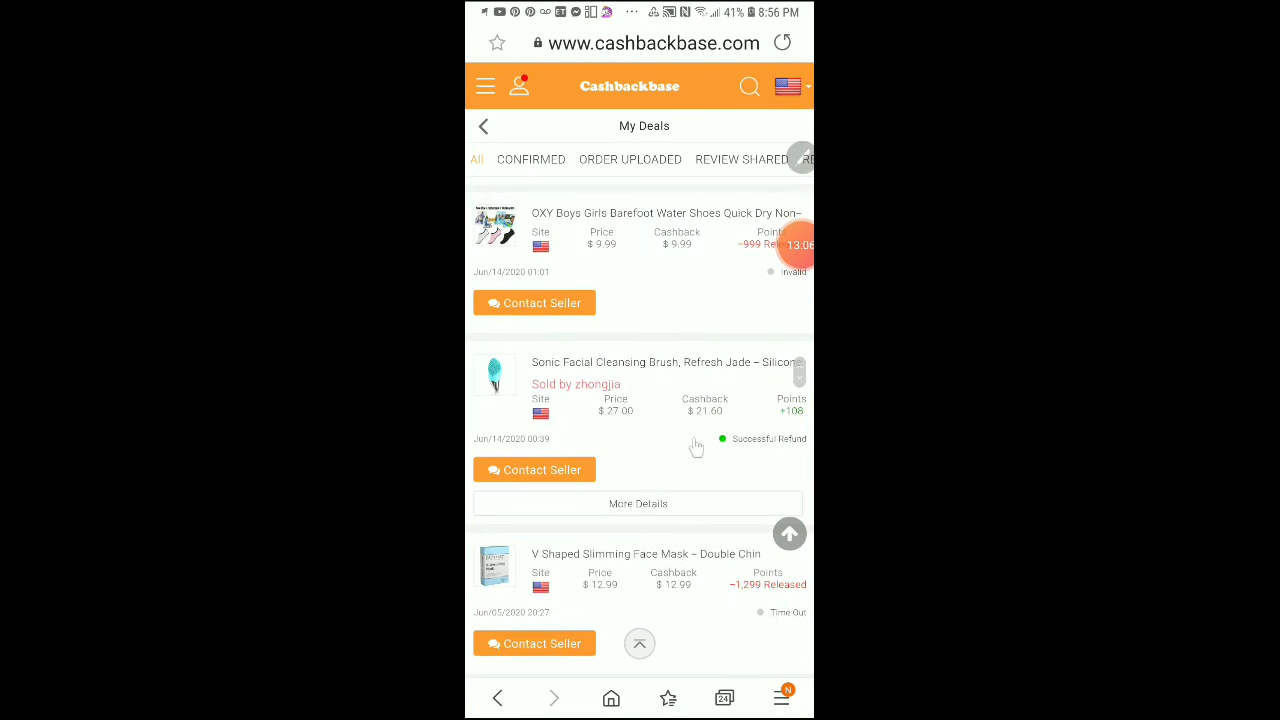 41% 8:56 PM
www.cashbackbase.com
Cashbackbase
My Deals
All CONFIRMED ORDER UPLOADED REVIEW SHARED
OXY Boys Girls Barefoot Water Shoes Quick Dry Non-
Site Price Cashback
$ 9.99 $ 9.99 -999
13:06
Jun/14/2020 01:01 Invalid
Contact Seller
Sonic Facial Cleansing Brush, Refresh Jade – Silicone
Sold by zhongjia
Site Price Cashback Points
$ 27.00 $ 21.60 +108
Jun/14/2020 00:39 Successful Refund
Contact Seller
More Details
V Shaped Slimming Face Mask – Double Chin
Site Price Cashback Points
$ 12.99 $ 12.99 -1,299 Released
Jun/05/2020 20:27 Time Out
Contact Seller
24
N